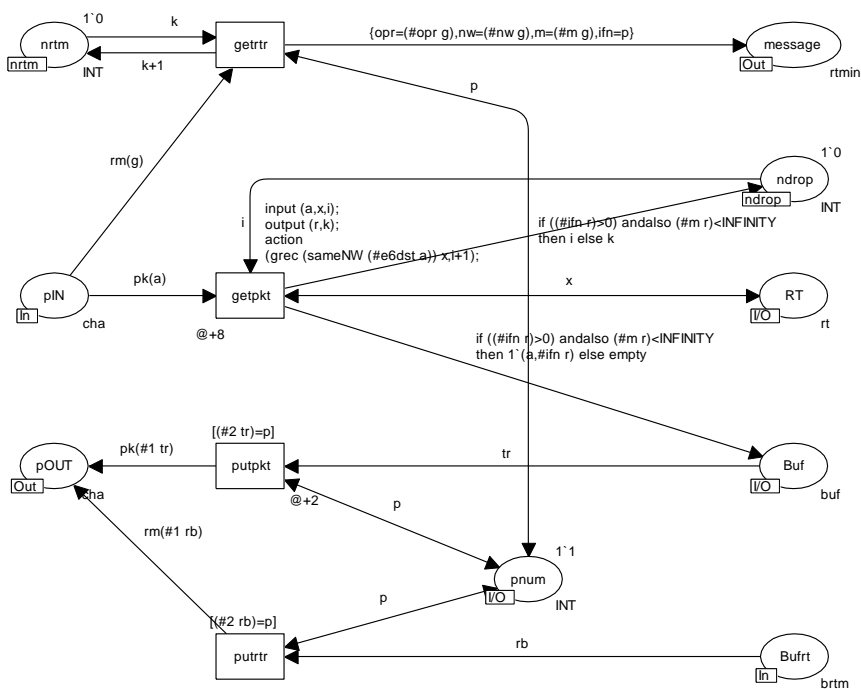 1`0
k
nrtm
nrtm
INT
k+1
getrtr
{opr=(#opr g),nw=(#nw g),m=(#m g),ifn=p}
message
Out
rtmin
p
rm(g)
1`0
ndrop
ndrop
INT
i
input (a,x,i);
output (r,k);
action
(grec (sameNW (#e6dst a)) x,i+1);
if ((#ifn r)>0) andalso (#m r)<INFINITY
then i else k
pIN
In
cha
pk(a)
getpkt
@+8
x
RT
I/O
rt
if ((#ifn r)>0) andalso (#m r)<INFINITY
then 1`(a,#ifn r) else empty
[(#2 tr)=p]
pOUT
Out
cha
pk(#1 tr)
putpkt
@+2
tr
Buf
I/O
buf
p
rm(#1 rb)
1`1
pnum
I/O
INT
p
[(#2 rb)=p]
putrtr
rb
Bufrt
In
brtm